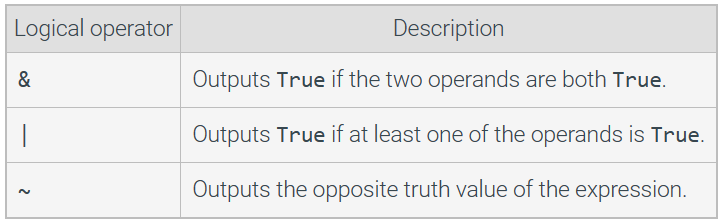 Logical operator Description
& Outputs True if the two operands are both True.
| Outputs True if at least one of the operands is True.
~ Outputs the opposite truth value of the expression.